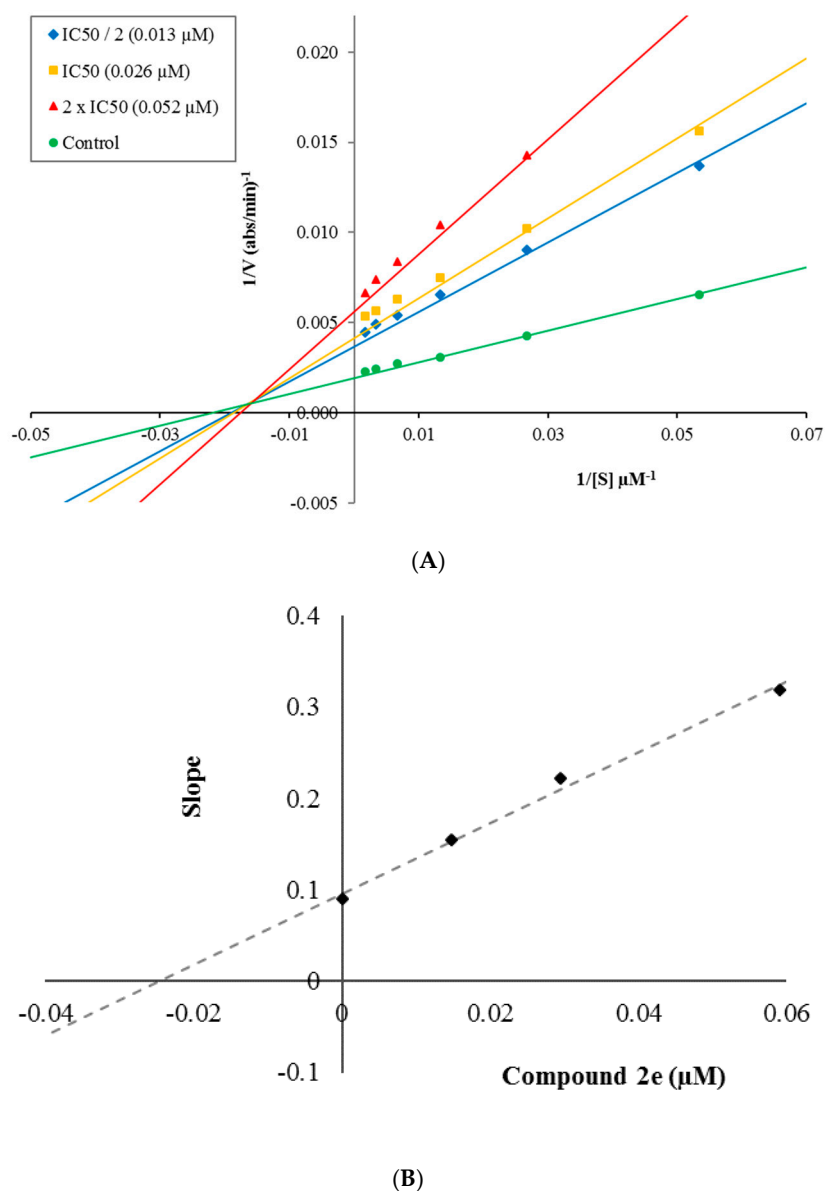 IC50 / 2 (0.013 µM)
IC50 (0.026 µM)
2 x IC50 (0.052 µM)
Control
1/V (abs/min)-1
0.020
0.015
0.010
0.005
0.000
-0.005
-0.05
-0.03
-0.01
0.01
0.03
0.05
0.07
1/[S] µM-1
(A)
0.4
0.3
0.2
0.1
0
-0.1
Slope
-0.04
-0.02
0
0.02
0.04
0.06
Compound 2e (µM)
(B)